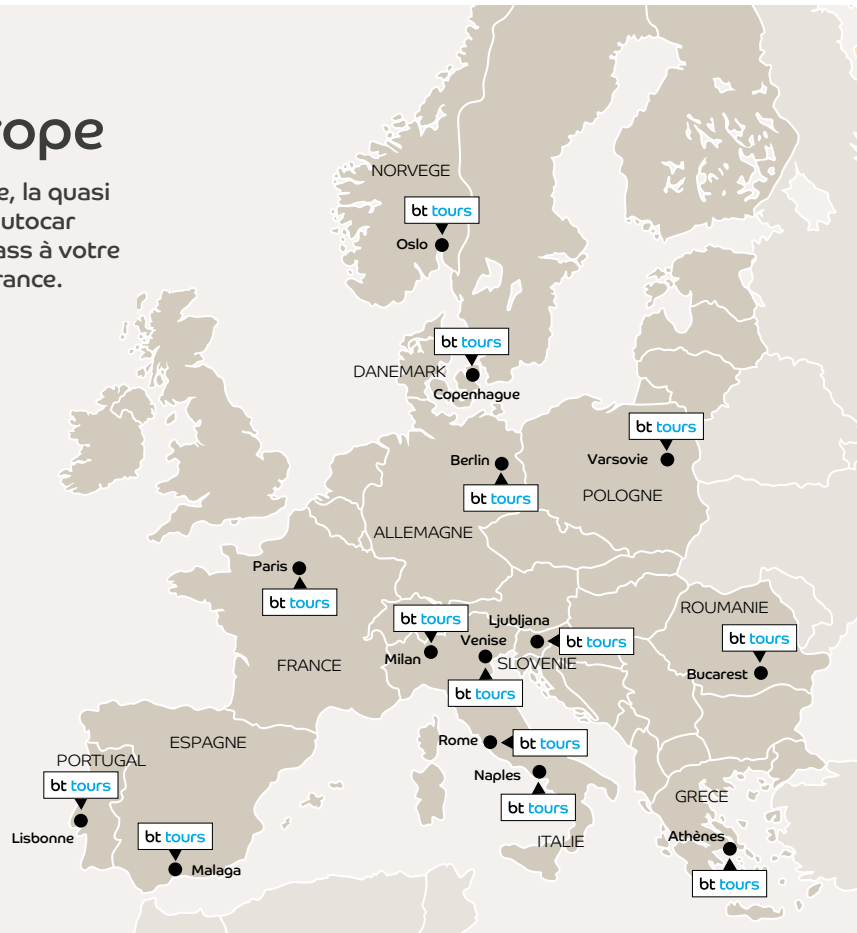 rope
e, la quasi
utocar
ass à votre
rance.
NORVEGE
bt tours
Oslo
bt tours
DANEMARK
Copenhague
bt tours
Berlin
Varsovie
bt tours
POLOGNE
ALLEMAGNE
Paris
bt tours
bt tours
Ljubljana
ROUMANIE
Venise
bt tours
bt tours
Milan
SLOVENIE
FRANCE
Bucarest
bt tours
ESPAGNE
Rome
bt tours
PORTUGAL
Naples
bt tours
GRECE
bt tours
Lisbonne
bt tours
Athènes
ITALIE
Malaga
bt tours